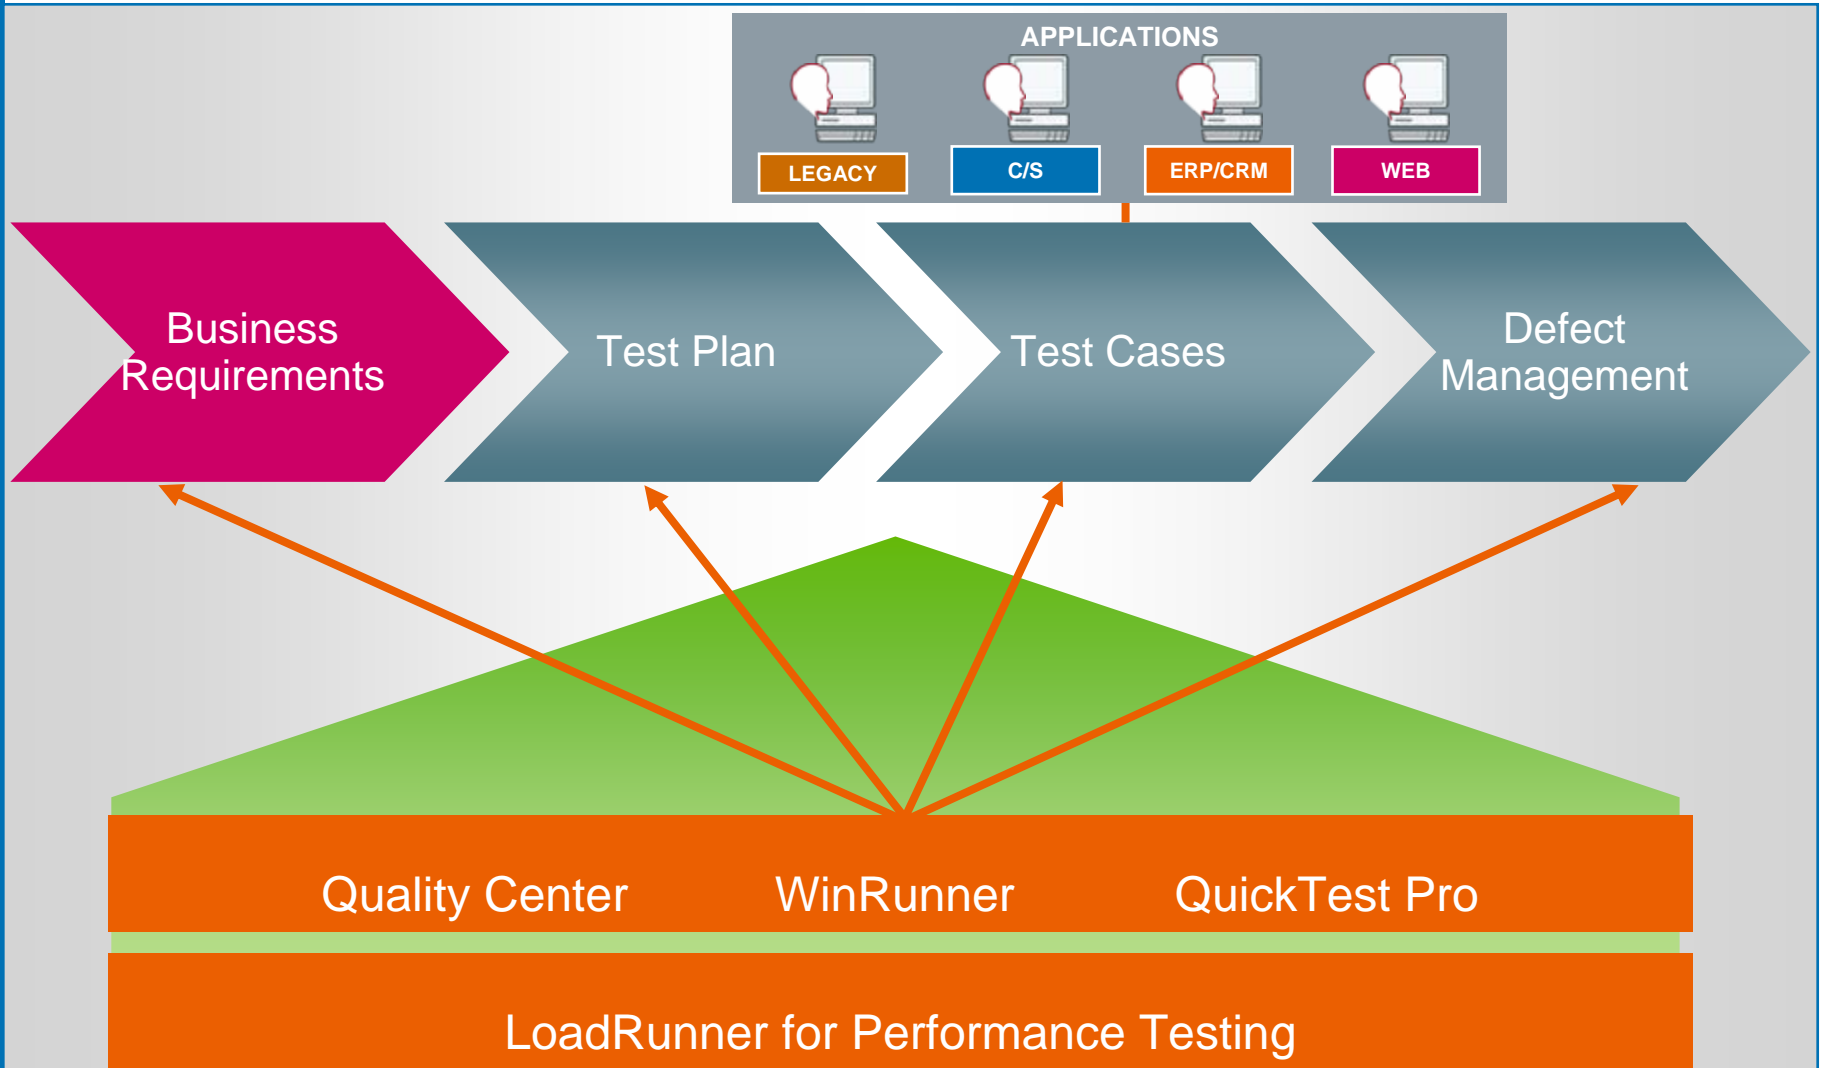 APPLICATIONS
LEGACY
C/S
ERP/CRM
WEB
Business
Requirements
Test Plan
Test Cases
Defect
Management
Quality Center
WinRunner
QuickTest Pro
LoadRunner for Performance Testing